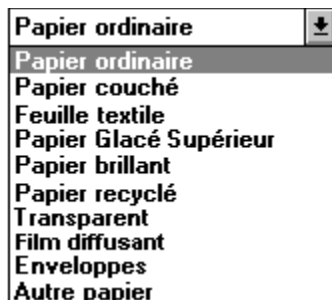 Papier ordinaire
Papier ordinaire
Papier couché
Feuille textile
Papier Glacé Supérieur
Papier brillant
Papier recyclé
Transparent
Film diffusant
Enveloppes
Autre papier